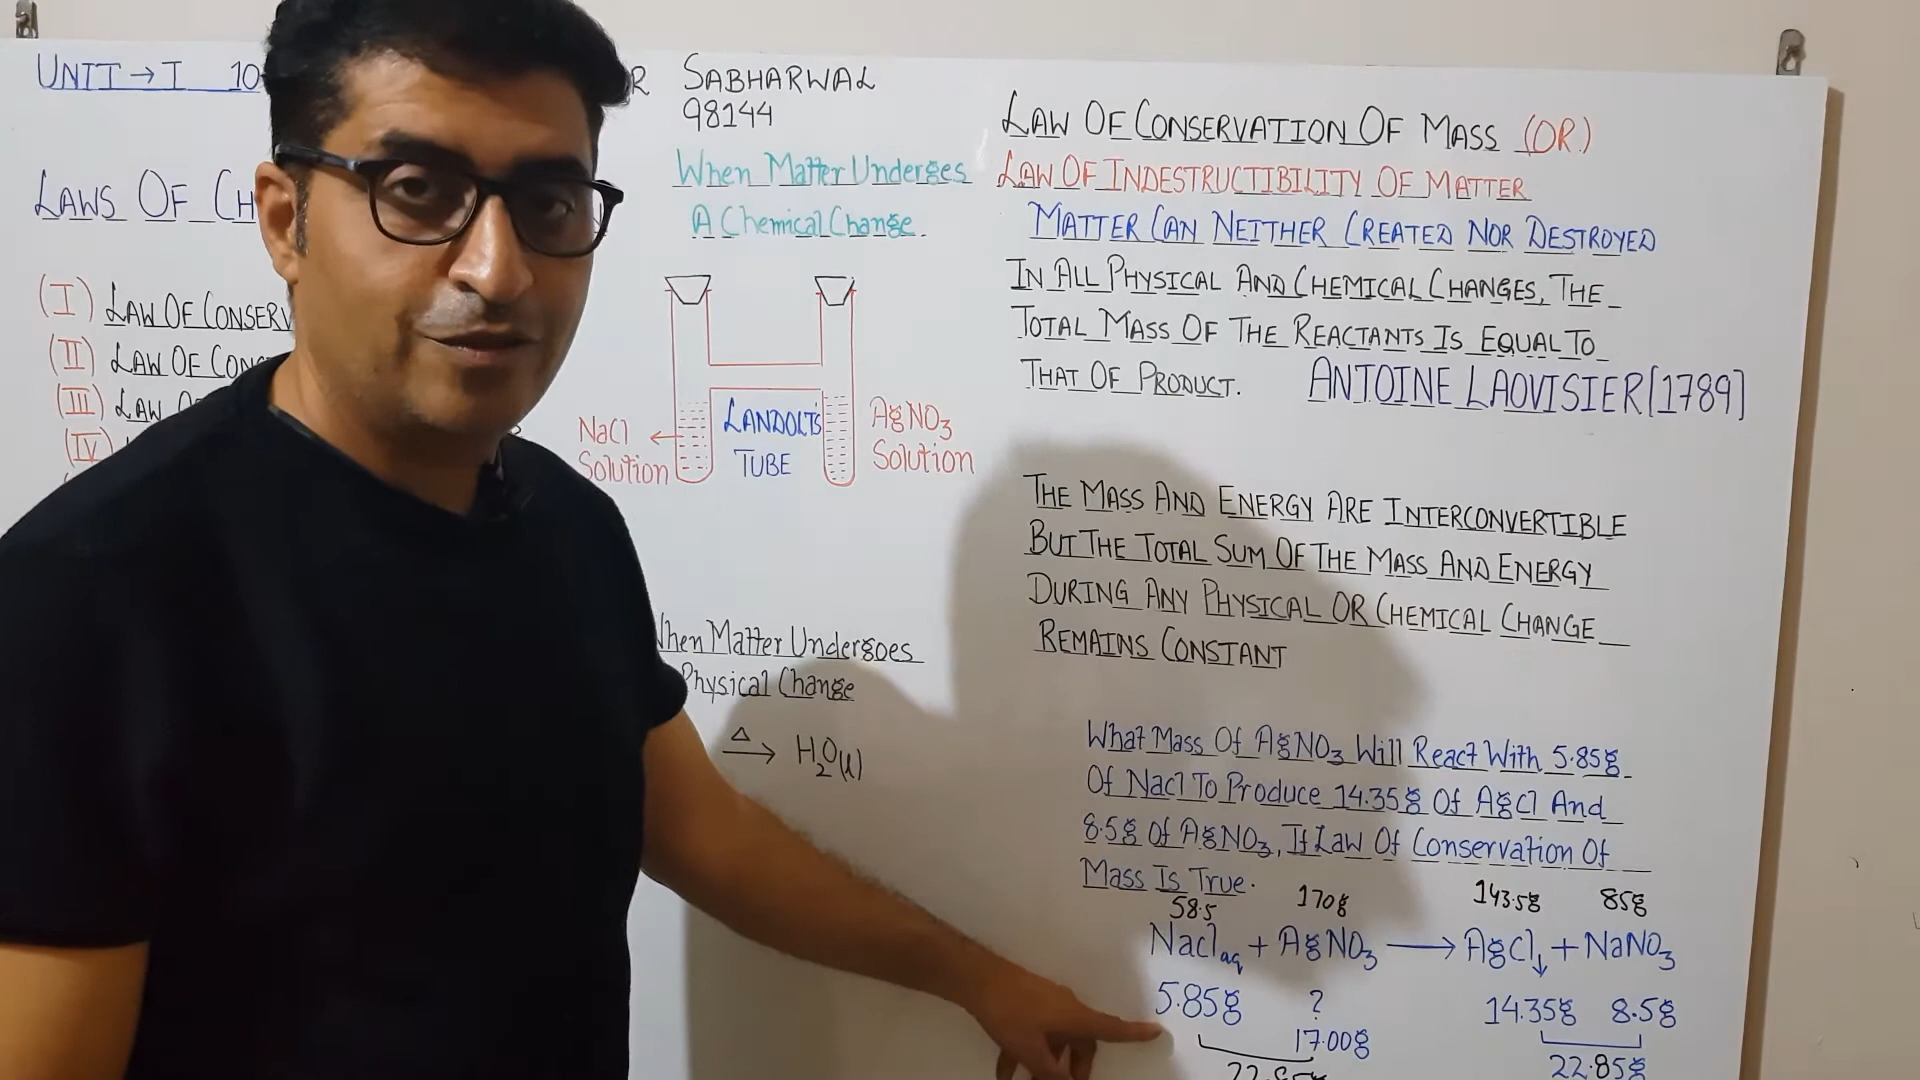 UNIT → I 10
R SABHARWAL
98144
LAWS OF CH
(I) LAW OF CONSERV
(II) LAW OF CON
(III) LAW O
(IV)
When Matter Underges
A Chemical Change.
NaCl
Solution
LANDOLT'S
TUBE
AgNO3
Solution
When Matter Undergoes
Physical Change
Δ
→ H2O(l)
LAW OF CONSERVATION OF MASS (OR)
LAW OF INDESTRUCTIBILITY OF MATTER
MATTER CAN NEITHER CREATED NOR DESTROYED
IN ALL PHYSICAL AND CHEMICAL CHANGES, THE
TOTAL MASS OF THE REACTANTS IS EQUAL TO
THAT OF PRODUCT. ANTOINE LAOVISIER [1789]
THE MASS AND ENERGY ARE INTERCONVERTIBLE
BUT THE TOTAL SUM OF THE MASS AND ENERGY
DURING ANY PHYSICAL OR CHEMICAL CHANGE
REMAINS CONSTANT
What Mass Of AgNO3 Will React With 5.85g
Of Nacl To Produce 14.35g Of AgCl And
8.5g Of AgNO3, If Law Of Conservation Of
Mass Is True.
58.5 170g 143.5g 85g
Nacl aq + AgNO3 → AgCl↓ + NaNO3
5.85g ? 14.35g 8.5g
17.00g
22.85g 22.85g